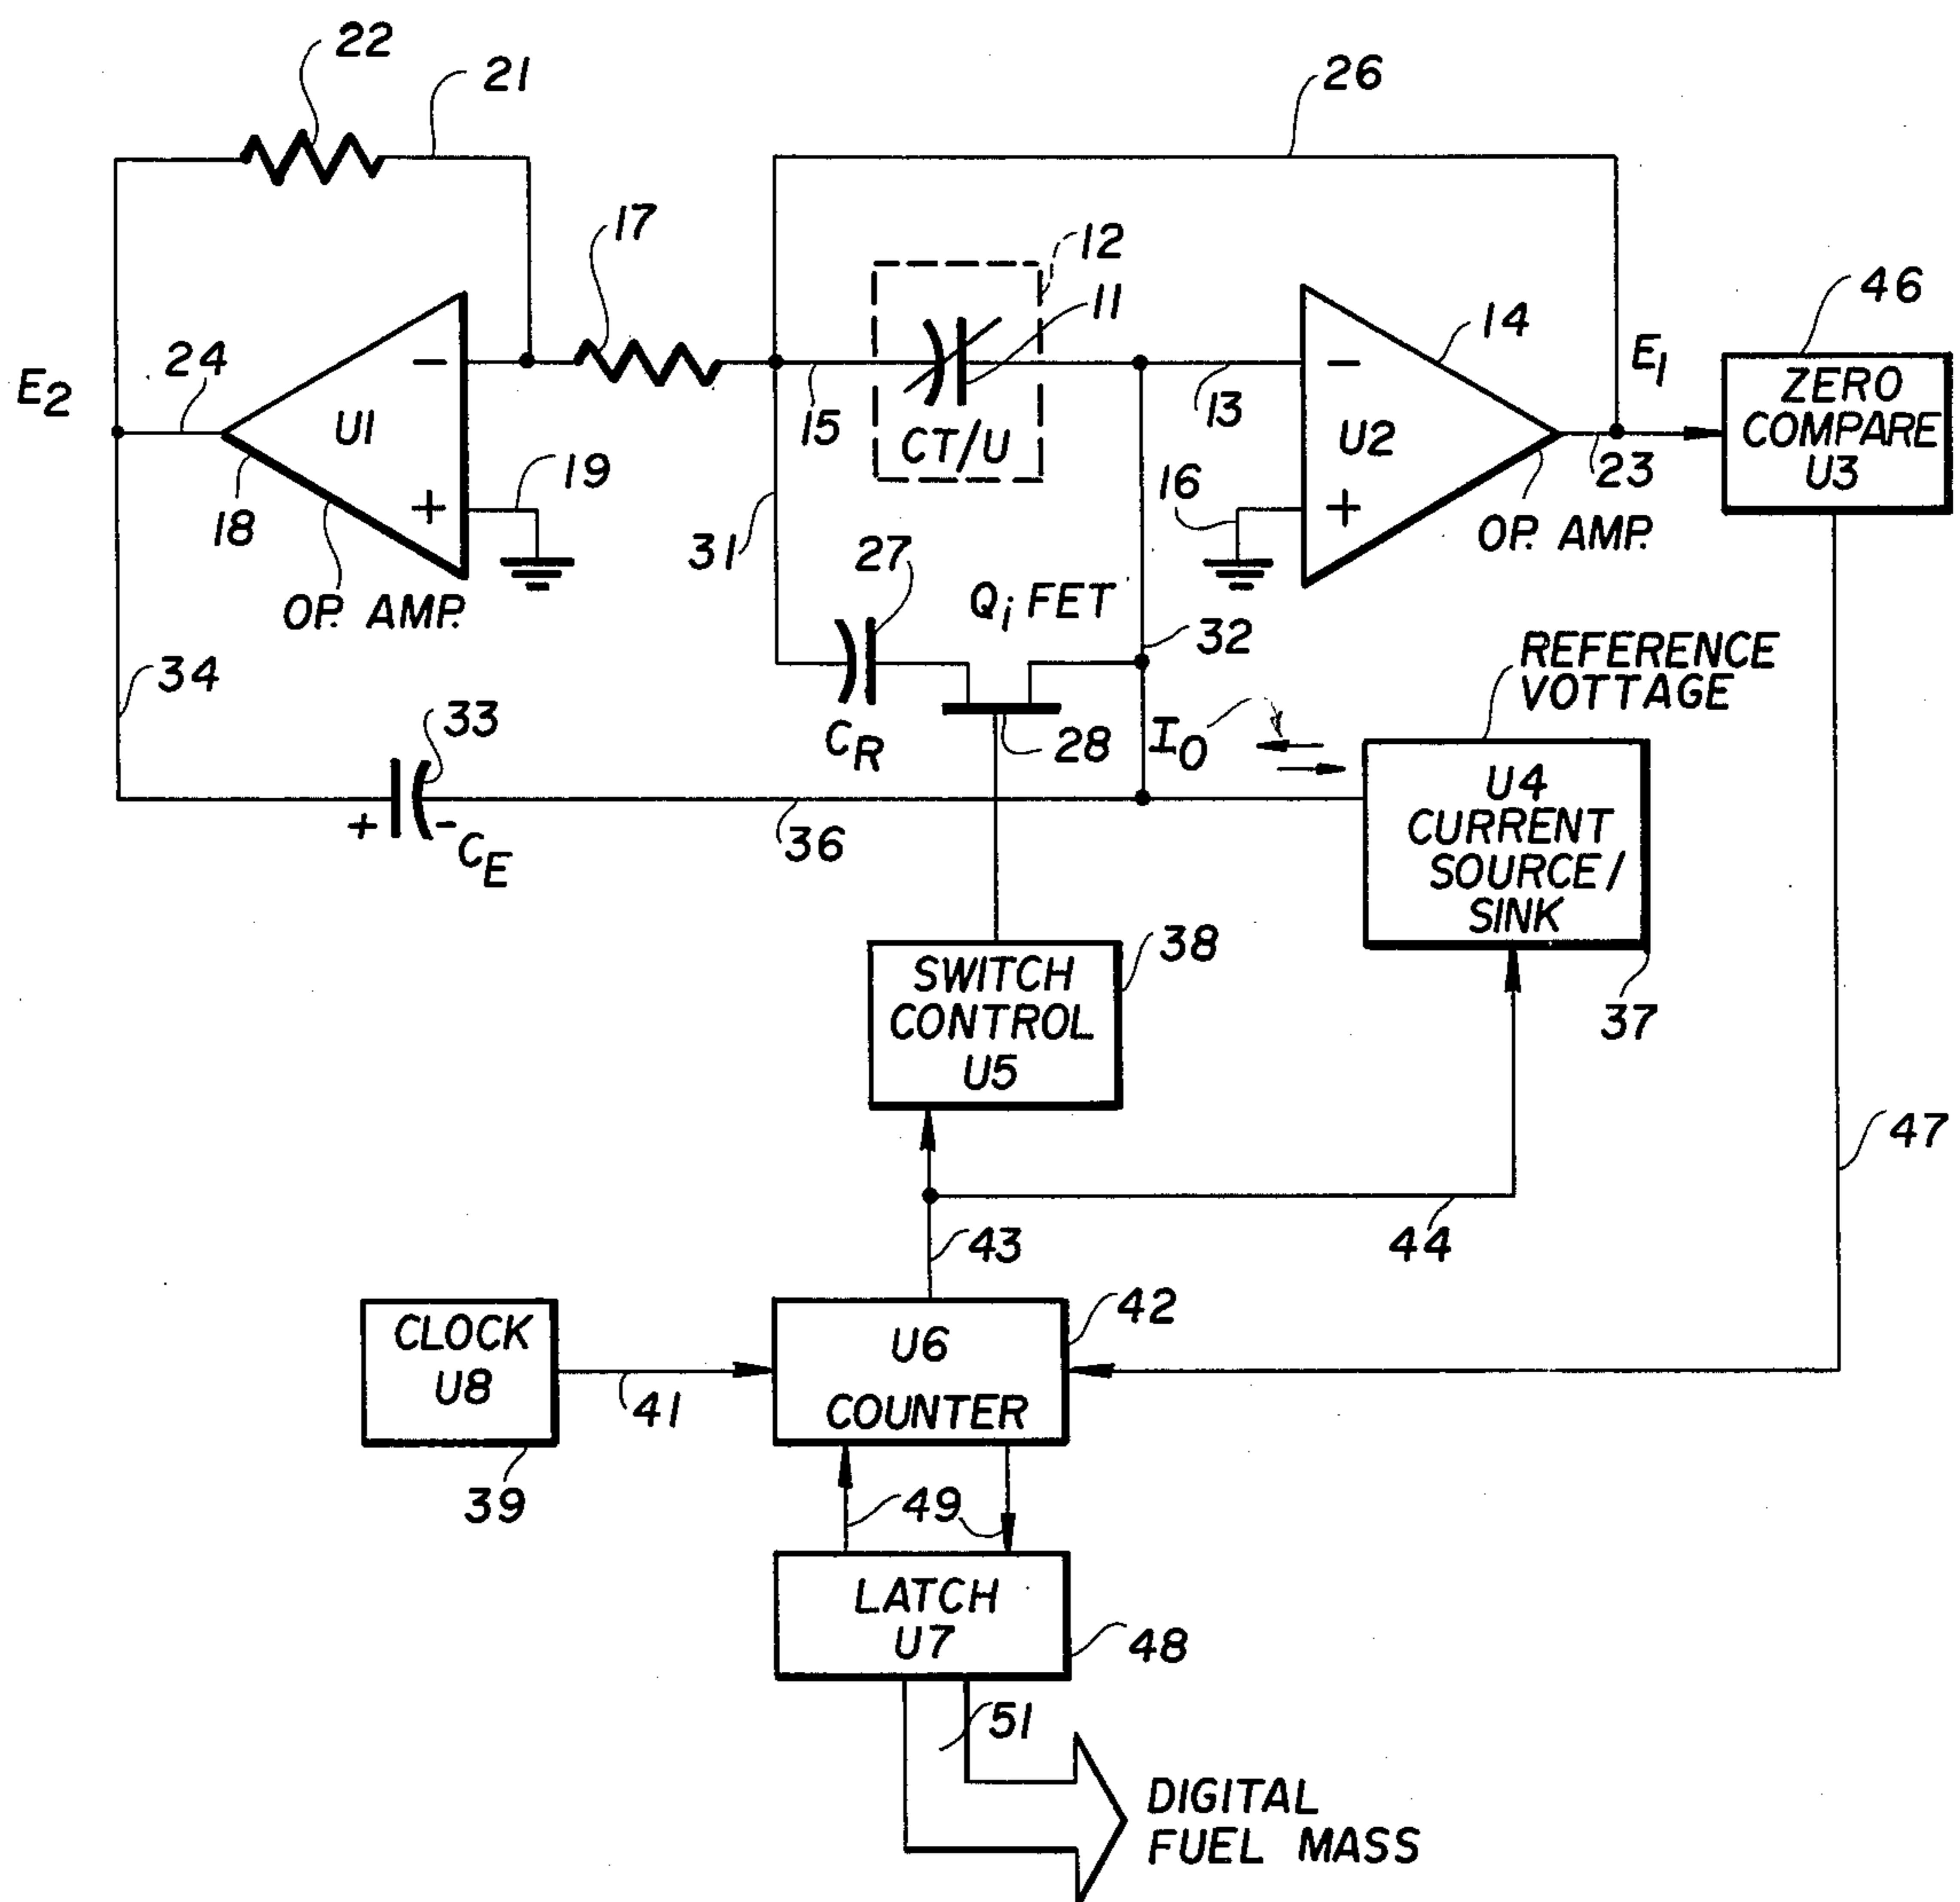 22
21
26
17
12
11
14
46
E1
E2
24
ZERO
COMPARE
U3
−
−
15
13
U1
CT/U
U2
23
16
19
18
+
+
OP. AMP.
31
27
Qi FET
OP. AMP.
32
REFERENCE
VOTTAGE
34
33
CR
28
IO
U4
CURRENT
SOURCE/
SINK
+
-
CE
36
38
SWITCH
CONTROL
U5
37
47
43
44
42
CLOCK
U8
U6
COUNTER
41
39
49
LATCH
U7
48
51
DIGITAL
FUEL MASS